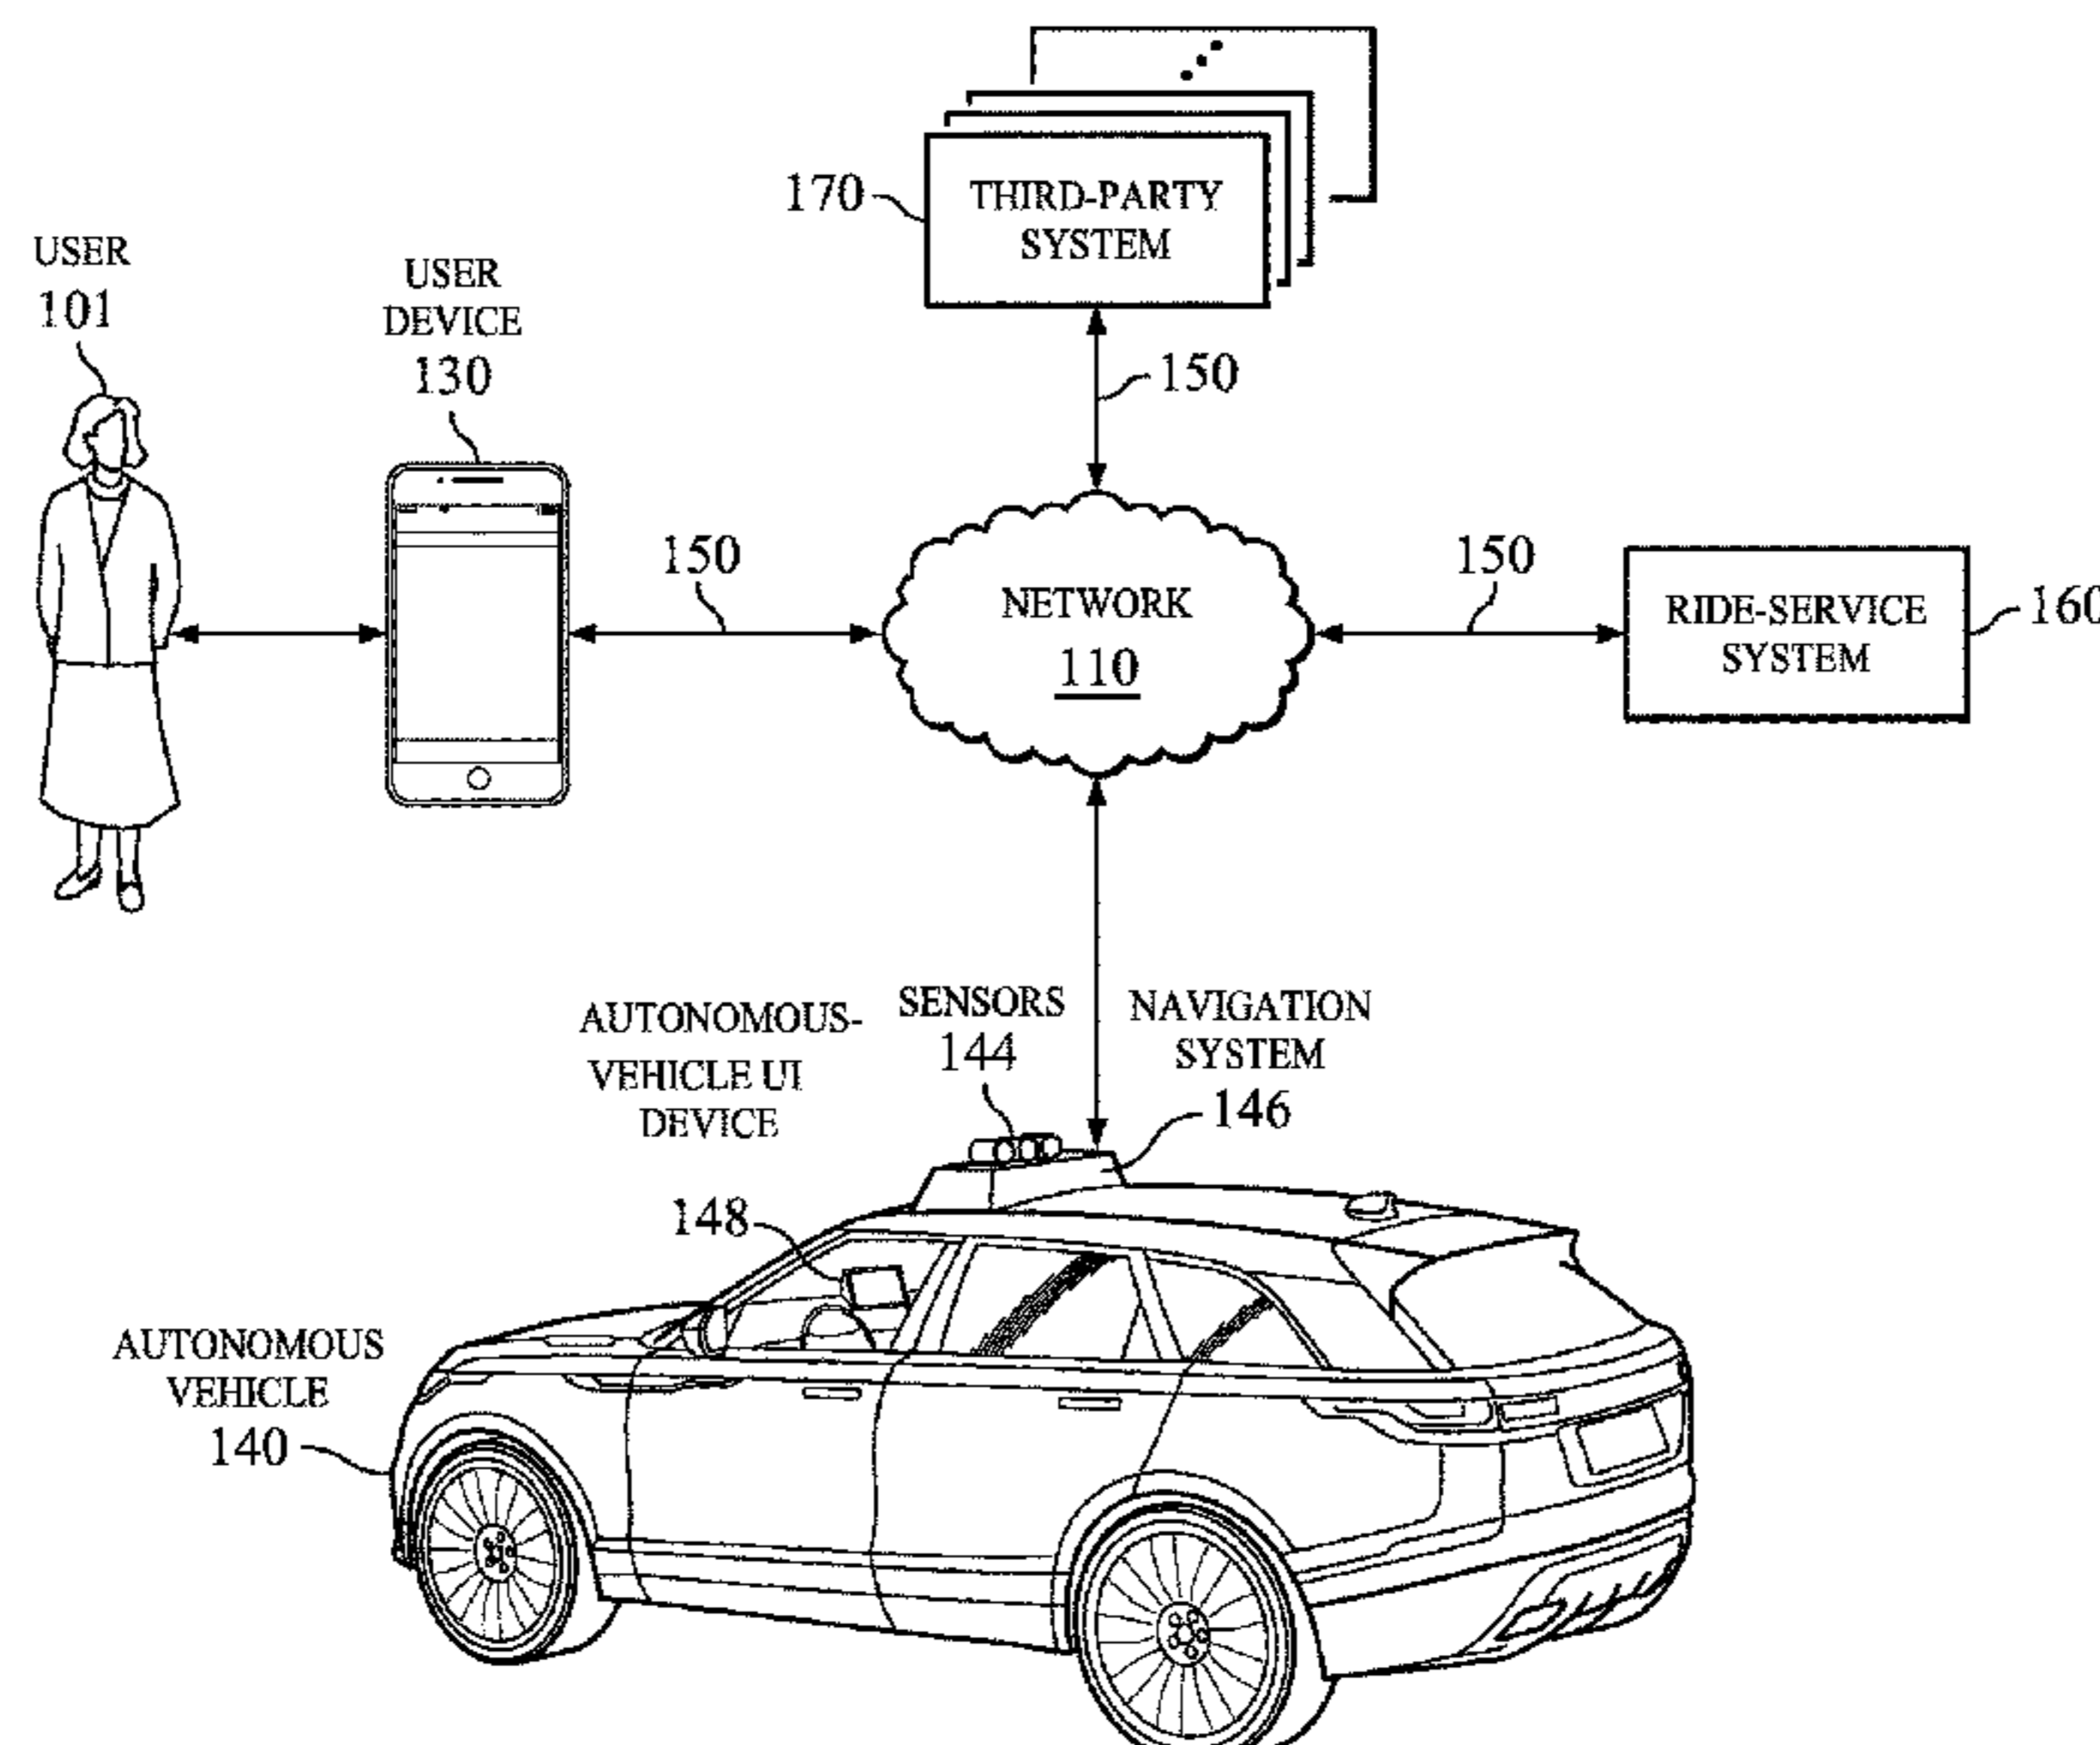 170
THIRD-PARTY
SYSTEM
USER
101
USER
DEVICE
130
150
150
150
NETWORK
110
RIDE-SERVICE
SYSTEM
160
AUTONOMOUS-
VEHICLE UI
DEVICE
148
SENSORS
144
NAVIGATION
SYSTEM
146
AUTONOMOUS
VEHICLE
140